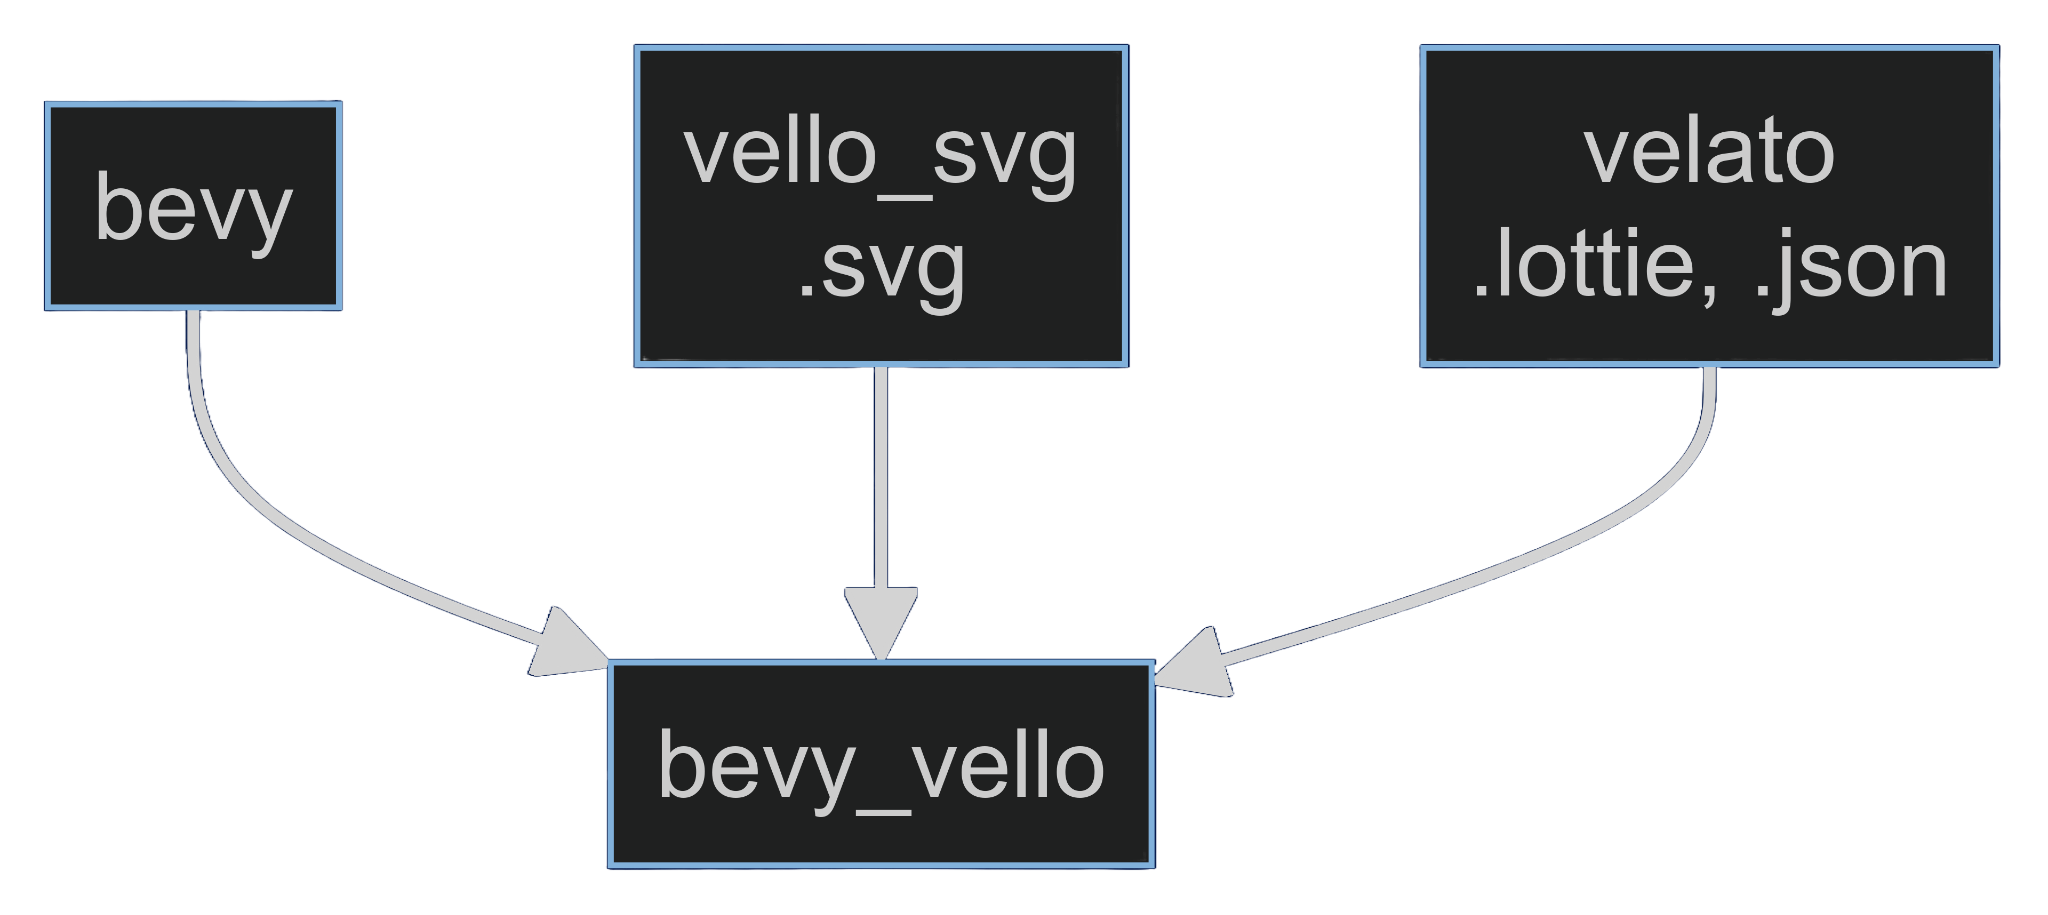 bevy
vello_svg
.svg
velato
.lottie, .json
bevy_vello